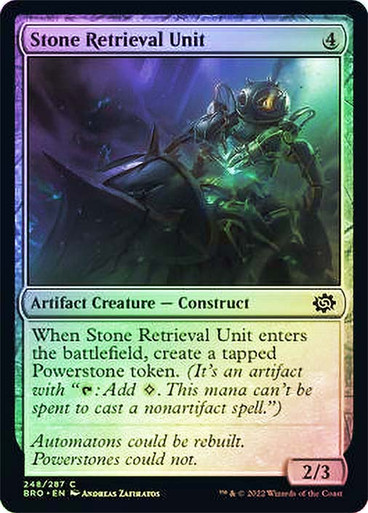 Stone Retrieval Unit 4
Artifact Creature — Construct
When Stone Retrieval Unit enters
the battlefield, create a tapped
Powerstone token. (It's an artifact
with “: Add . This mana can't be
spent to cast a nonartifact spell.”)
Automatons could be rebuilt.
Powerstones could not.
2/3
248/287 C
BRO • EN Andreas Zafiratos
™ & © 2022 Wizards of the Coast